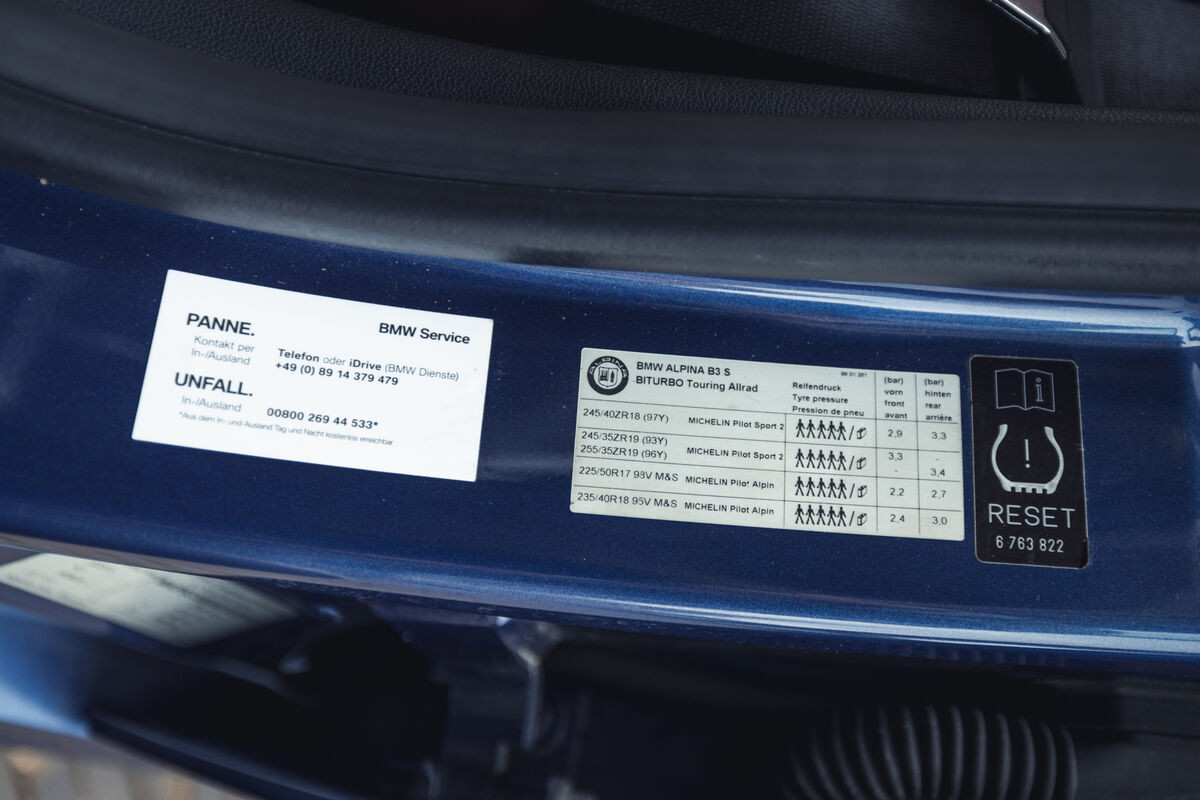 PANNE.
BMW Service
Kontakt per
In-/Ausland
Telefon oder iDrive (BMW Dienste)
+49 (0) 89 14 379 479
UNFALL.
In-/Ausland
00800 269 44 533*
*Aus dem In- und Ausland Tag und Nacht kostenlos erreichbar
ALPINA
BMW ALPINA B3 S
BITURBO Touring Allrad
Reifendruck
Tyre pressure
Pression de pneu
(bar)
vorn
front
avant
(bar)
hinten
rear
arrière
245/40ZR18 (97Y) MICHELIN Pilot Sport 2 2,9 3,3
245/35ZR19 (93Y) MICHELIN Pilot Sport 2 3,3 -
255/35ZR19 (96Y) - 3,4
225/50R17 98V M&S MICHELIN Pilot Alpin 2,2 2,7
235/40R18 95V M&S MICHELIN Pilot Alpin 2,4 3,0
i
!
RESET
6 763 822